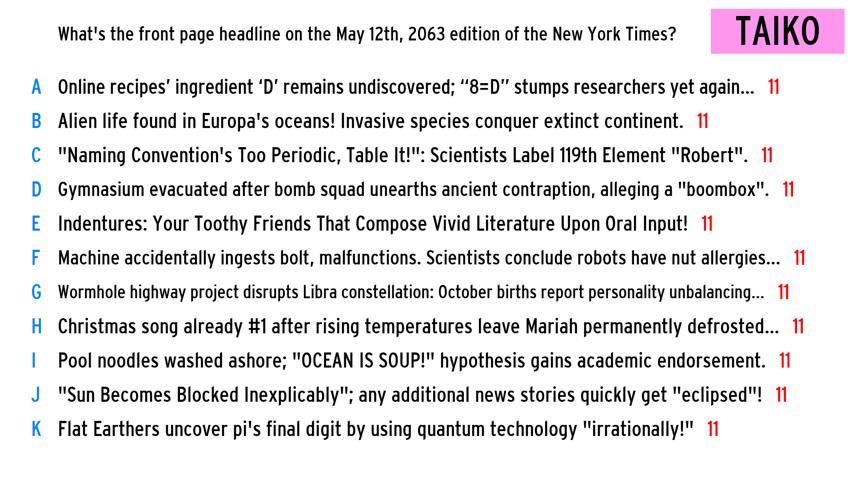 What's the front page headline on the May 12th, 2063 edition of the New York Times?
TAIKO
A Online recipes’ ingredient ‘D’ remains undiscovered; “8=D” stumps researchers yet again... 11
B Alien life found in Europa's oceans! Invasive species conquer extinct continent. 11
C "Naming Convention's Too Periodic, Table It!": Scientists Label 119th Element "Robert". 11
D Gymnasium evacuated after bomb squad unearths ancient contraption, alleging a "boombox". 11
E Indentures: Your Toothy Friends That Compose Vivid Literature Upon Oral Input! 11
F Machine accidentally ingests bolt, malfunctions. Scientists conclude robots have nut allergies... 11
G Wormhole highway project disrupts Libra constellation: October births report personality unbalancing... 11
H Christmas song already #1 after rising temperatures leave Mariah permanently defrosted... 11
I Pool noodles washed ashore; "OCEAN IS SOUP!" hypothesis gains academic endorsement. 11
J "Sun Becomes Blocked Inexplicably"; any additional news stories quickly get "eclipsed"! 11
K Flat Earthers uncover pi's final digit by using quantum technology "irrationally!" 11